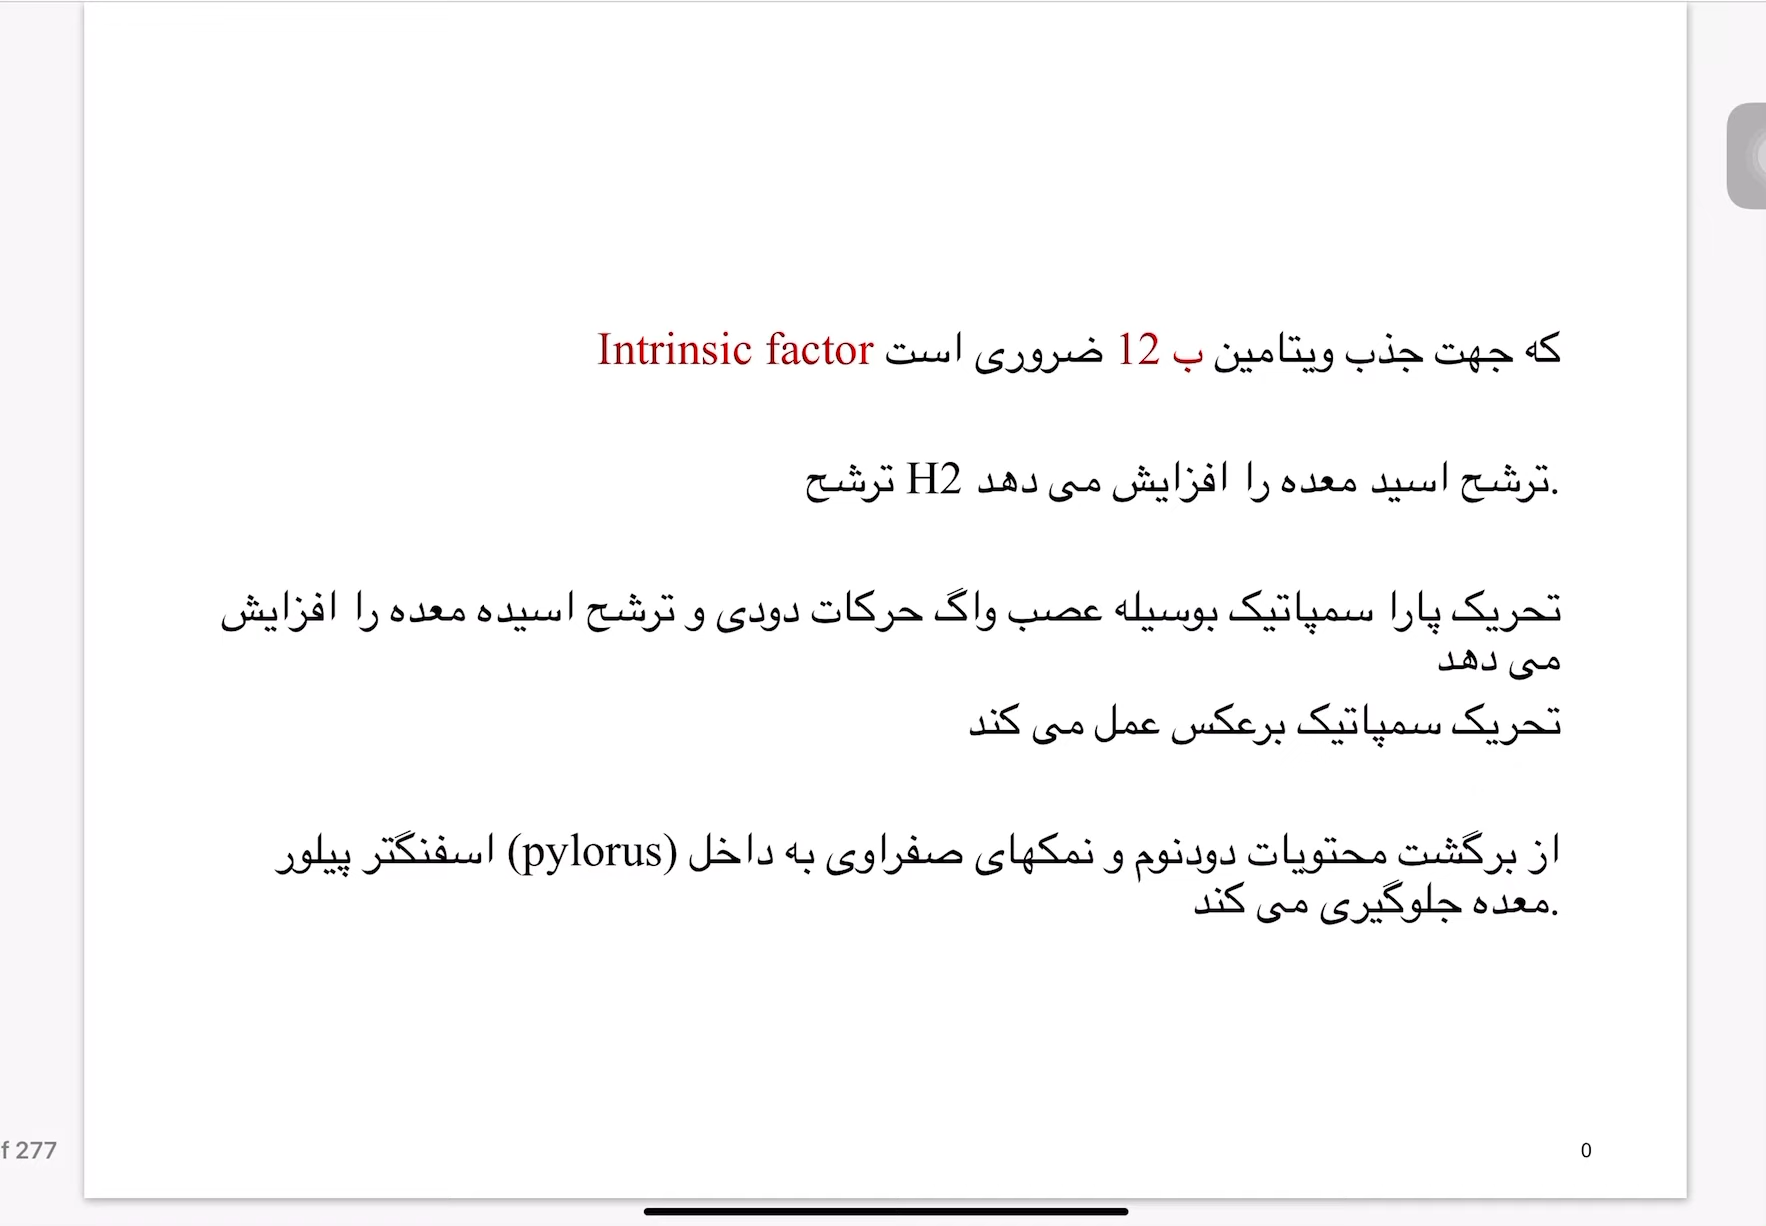 که جهت جذب ویتامین ب 12 ضروری است Intrinsic factor
.ترشح اسید معده را افزایش می دهد H2 ترشح
تحریک پارا سمپاتیک بوسیله عصب واگ حرکات دودی و ترشح اسیده معده را افزایش
می دهد
تحریک سمپاتیک برعکس عمل می کند
از برگشت محتویات دودنوم و نمکهای صفراوی به داخل (pylorus) اسفنگتر پیلور
.معده جلوگیری می کند
f 277
0